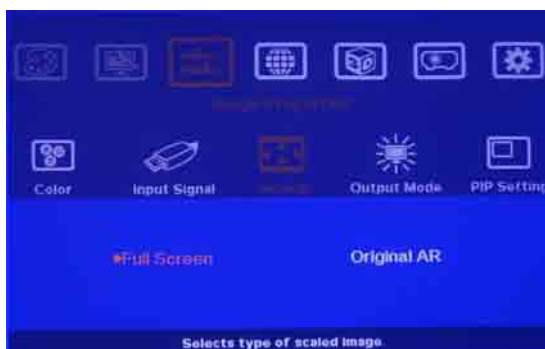 Color
Input Signal
Output Mode
PIP Setting
Full Screen
Original AR
Selects type of scaled image